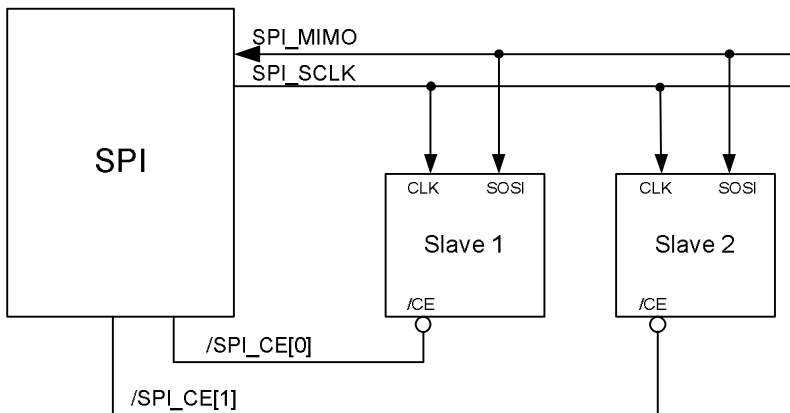 SPI_MIMO
SPI_SCLK
SPI
CLK SOSI
CLK SOSI
Slave 1
Slave 2
/CE
/CE
/SPI_CE[0]
/SPI_CE[1]